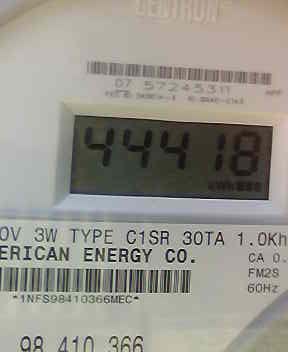 CENTRON®
07 57245311
44418
0V 3W TYPE C1SR 30TA 1.0Kh
ERICAN ENERGY CO.
CA 0.
FM2S
60Hz
*1NFS98410366MEC*
98 410 366